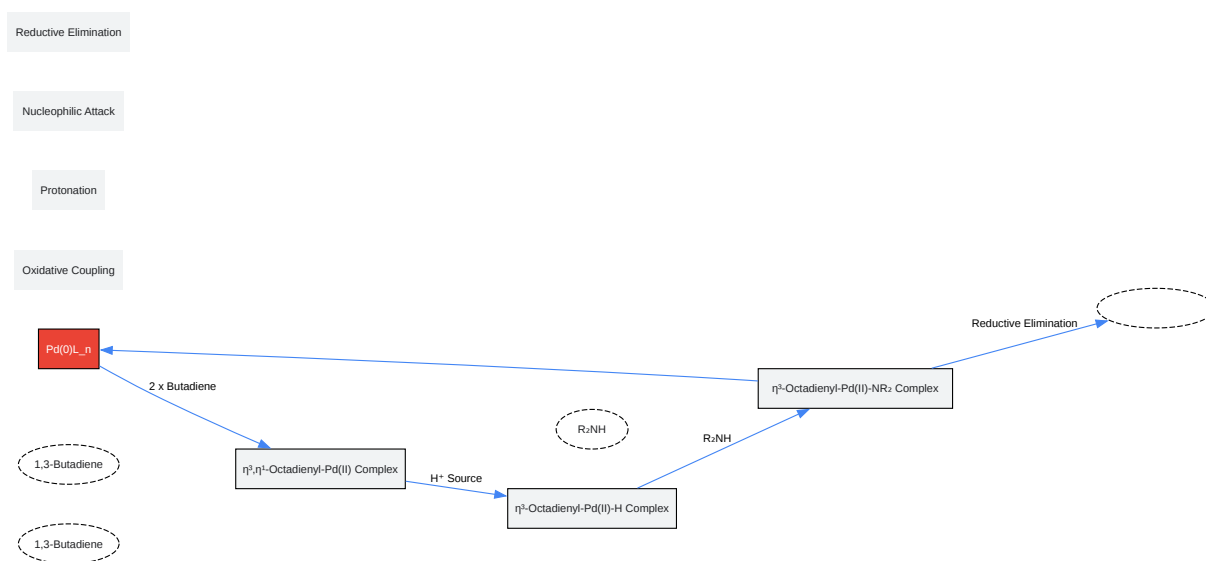 Reductive Elimination
Nucleophilic Attack
Protonation
Oxidative Coupling
Reductive Elimination
Pd(0)L_n
2 x Butadiene
η³-Octadienyl-Pd(II)-NR₂ Complex
R₂NH
R₂NH
1,3-Butadiene
η³,η¹-Octadienyl-Pd(II) Complex
H⁺ Source
η³-Octadienyl-Pd(II)-H Complex
1,3-Butadiene